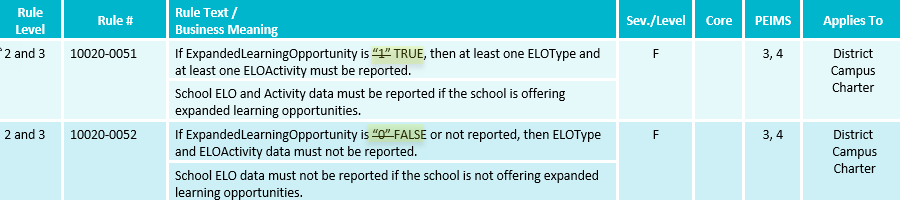 Rule Level Rule # Rule Text / Business Meaning Sev./Level Core PEIMS Applies To
2 and 3 10020-0051 If ExpandedLearningOpportunity is “1” TRUE, then at least one ELOType and F 3, 4 District
at least one ELOActivity must be reported. Campus
School ELO and Activity data must be reported if the school is offering Charter
expanded learning opportunities.
2 and 3 10020-0052 If ExpandedLearningOpportunity is “0” FALSE or not reported, then ELOType F 3, 4 District
and ELOActivity data must not be reported. Campus
School ELO data must not be reported if the school is not offering expanded Charter
learning opportunities.